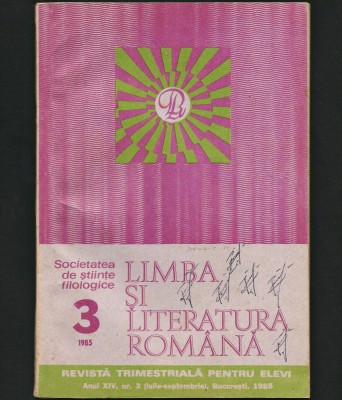 Societatea
de științe
filologice
3
1985
LIMBA
ȘI
LITERATURA
ROMÂNĂ
REVISTĂ TRIMESTRIALĂ PENTRU ELEVI
Anul XIV, nr. 3 (iulie-septembrie), București, 1985